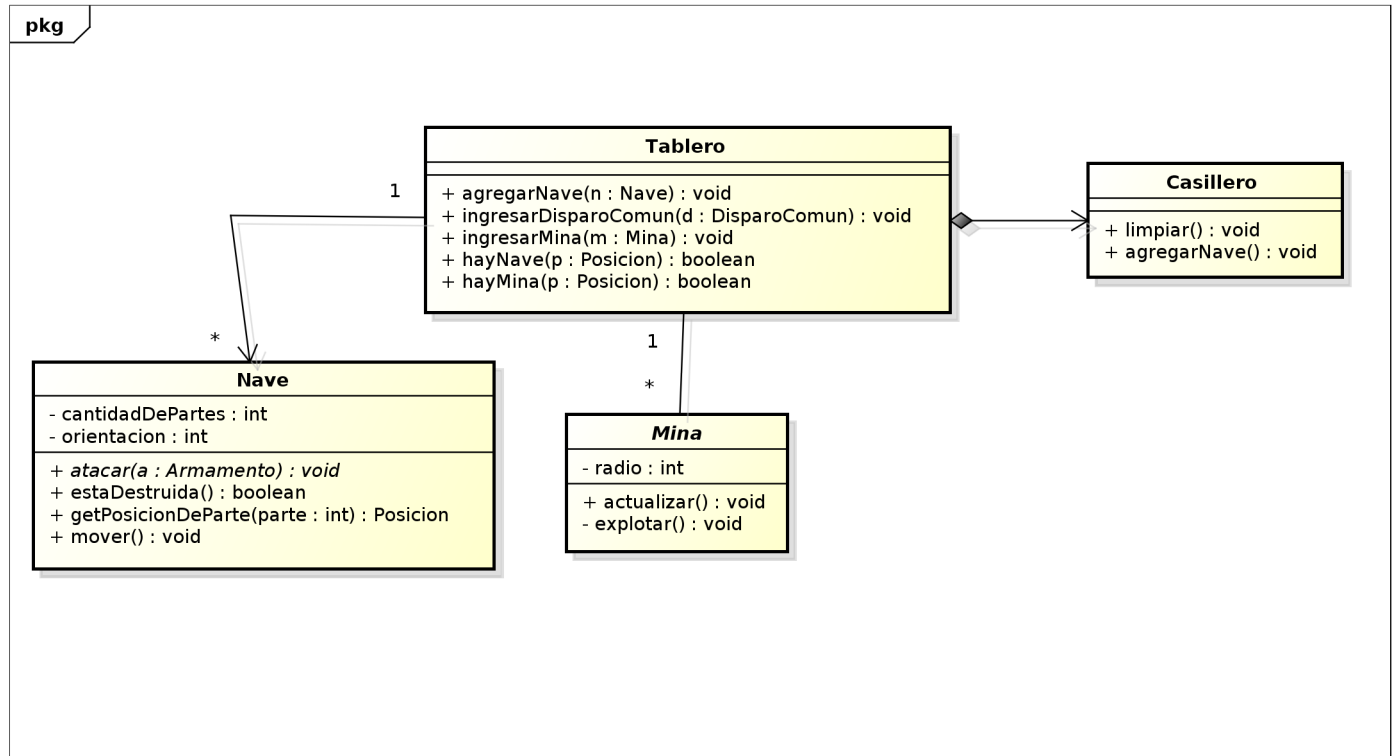 pkg
Tablero
+ agregarNave(n : Nave) : void
+ ingresarDisparoComun(d : DisparoComun) : void
+ ingresarMina(m : Mina) : void
+ hayNave(p : Posicion) : boolean
+ hayMina(p : Posicion) : boolean
Casillero
+ limpiar() : void
+ agregarNave() : void
1
*
1
*
Nave
- cantidadDePartes : int
- orientacion : int
+ atacar(a : Armamento) : void
+ estaDestruida() : boolean
+ getPosicionDeParte(parte : int) : Posicion
+ mover() : void
Mina
- radio : int
+ actualizar() : void
- explotar() : void